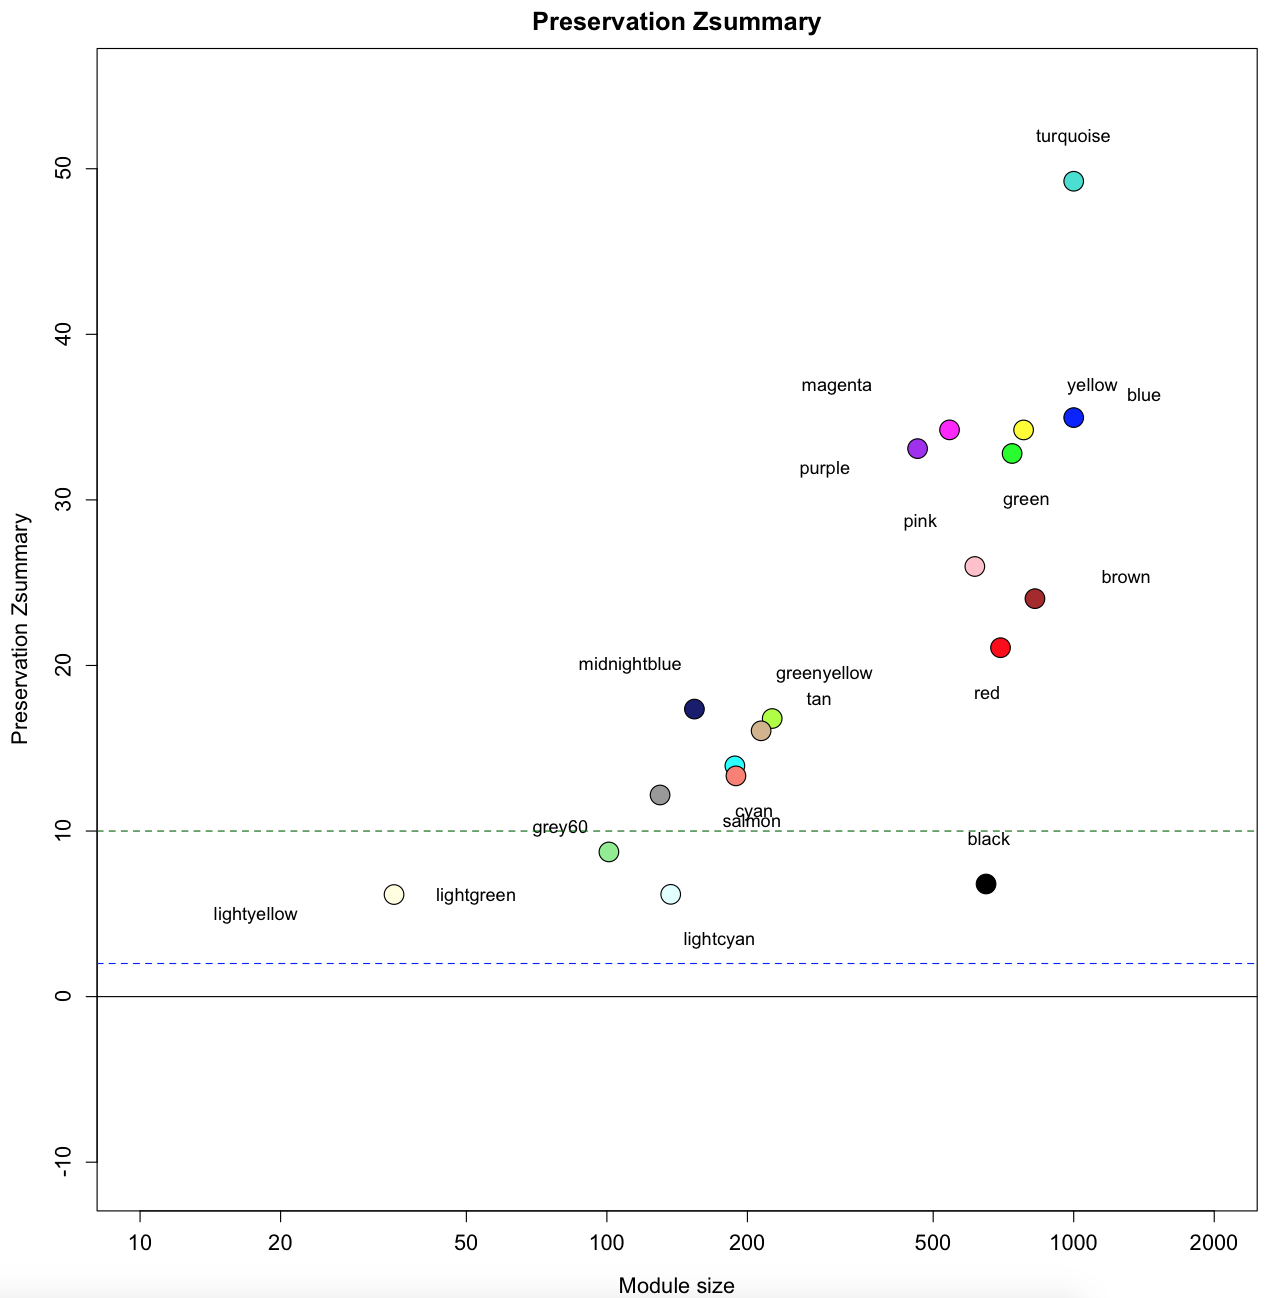 Preservation Zsummary
turquoise
50
40
magenta
yellow
blue
purple
30
green
pink
brown
Preservation Zsummary
midnightblue
20
greenyellow
red
tan
cyan
salmon
grey60
10
black
lightgreen
lightyellow
lightcyan
0
-10
10 20 50 100 200 500 1000 2000
Module size